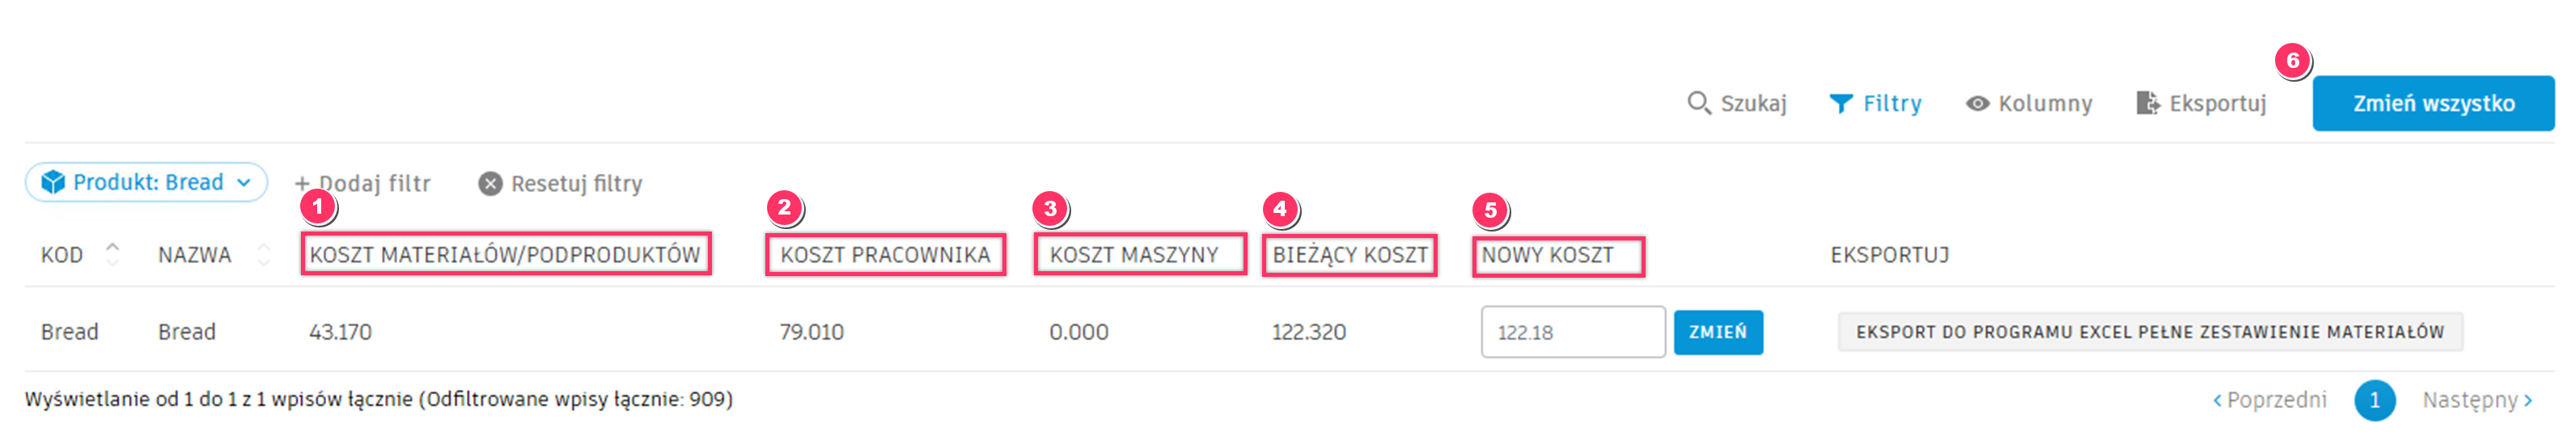 6
Szukaj Filtry Kolumny Eksportuj Zmień wszystko
Produkt: Bread + Dodaj filtr Resetuj filtry
1 2 3 4 5
KOD NAZWA KOSZT MATERIAŁÓW/PODPRODUKTÓW KOSZT PRACOWNIKA KOSZT MASZYNY BIEŻĄCY KOSZT NOWY KOSZT EKSPORTUJ
Bread Bread 43.170 79.010 0.000 122.320 122.18 ZMIEŃ EKSPORT DO PROGRAMU EXCEL PEŁNE ZESTAWIENIE MATERIAŁÓW
Wyświetlanie od 1 do 1 z 1 wpisów łącznie (Odfiltrowane wpisy łącznie: 909) ‹ Poprzedni 1 Następny ›